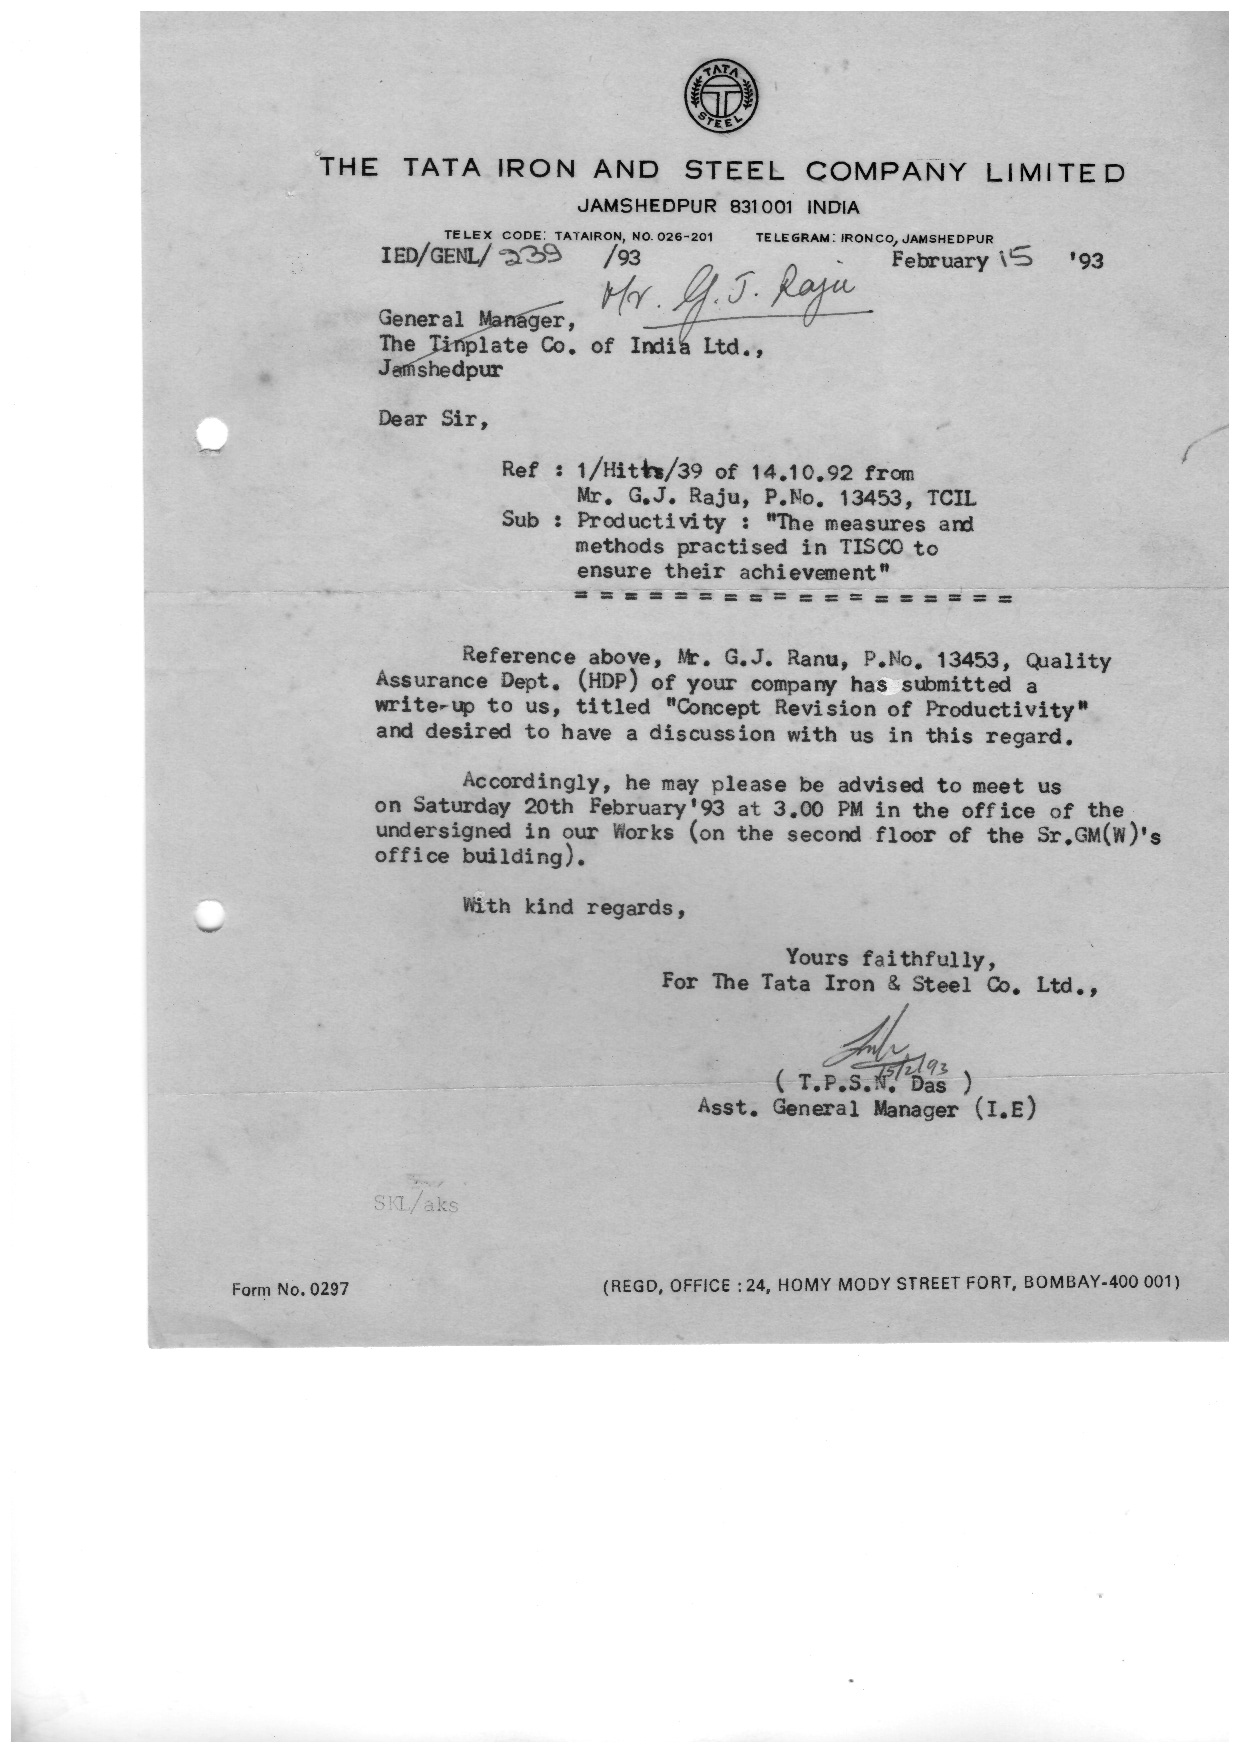 TATA
STEEL
THE TATA IRON AND STEEL COMPANY LIMITED
JAMSHEDPUR 831001 INDIA
TELEX CODE: TATAIRON, NO. 026-201 TELEGRAM: IRONCO, JAMSHEDPUR
IED/GENL/ 239 /93 February 15 '93
Mr. G. J. Raju
General Manager,
The Tinplate Co. of India Ltd.,
Jamshedpur
Dear Sir,
Ref : 1/Hitts/39 of 14.10.92 from
Mr. G.J. Raju, P.No. 13453, TCIL
Sub : Productivity : "The measures and
methods practised in TISCO to
ensure their achievement"
= = = = = = = = = = = = = = = = = =
Reference above, Mr. G.J. Ranu, P.No. 13453, Quality
Assurance Dept. (HDP) of your company has submitted a
write-up to us, titled "Concept Revision of Productivity"
and desired to have a discussion with us in this regard.
Accordingly, he may please be advised to meet us
on Saturday 20th February'93 at 3.00 PM in the office of the
undersigned in our Works (on the second floor of the Sr.GM(W)'s
office building).
With kind regards,
Yours faithfully,
For The Tata Iron & Steel Co. Ltd.,
15/2/93
( T.P.S.N. Das )
Asst. General Manager (I.E)
SKL/aks
Form No. 0297 (REGD, OFFICE : 24, HOMY MODY STREET FORT, BOMBAY-400 001)